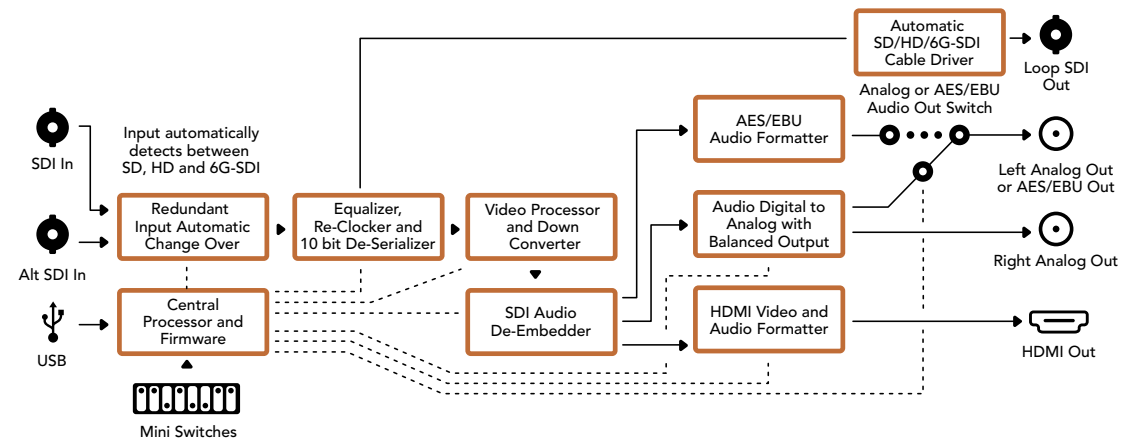 Automatic
SD/HD/6G-SDI
Cable Driver
Loop SDI
Out
Analog or AES/EBU
Audio Out Switch
SDI In
Input automatically
detects between
SD, HD and 6G-SDI
AES/EBU
Audio Formatter
Left Analog Out
or AES/EBU Out
Alt SDI In
Redundant
Input Automatic
Change Over
Equalizer,
Re-Clocker and
10 bit De-Serializer
Video Processor
and Down
Converter
Audio Digital to
Analog with
Balanced Output
Right Analog Out
USB
Central
Processor and
Firmware
SDI Audio
De-Embedder
HDMI Video and
Audio Formatter
HDMI Out
Mini Switches